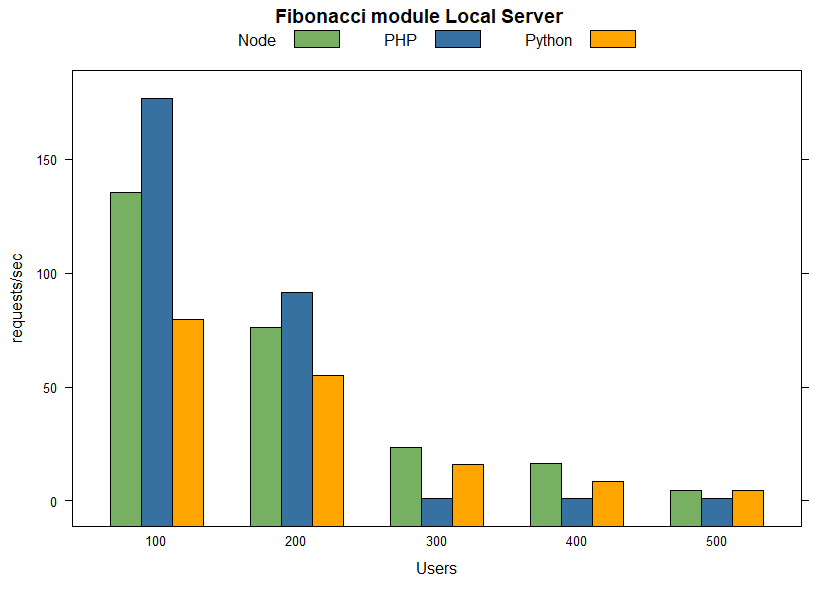 Fibonacci module Local Server
Node PHP Python
150
100
50
0
requests/sec
100 200 300 400 500
Users